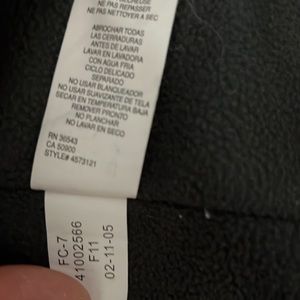 NE PAS REPASSER
NE PAS NETTOYER A SEC
ABROCHAR TODAS
LAS CERRADURAS
ANTES DE LAVAR
LAVAR EN LAVADORA
CON AGUA FRIA
CICLO DELICADO
SEPARADO
NO USAR BLANQUEADOR
NO USAR SUAVIZANTE DE TELA
SECAR EN TEMPERATURA BAJA
REMOVER PRONTO
NO PLANCHAR
NO LAVAR EN SECO
RN 36543
CA 50900
STYLE# 4573121
FC-7
41002566
F11
02-11-05